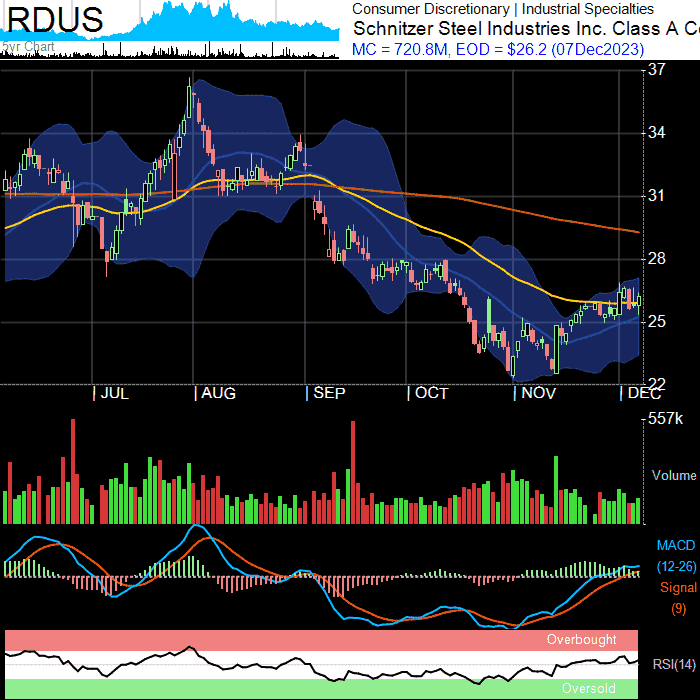 RDUS
5yr Chart
Consumer Discretionary | Industrial Specialties
Schnitzer Steel Industries Inc. Class A Co
MC = 720.8M, EOD = $26.2 (07Dec2023)
37
34
31
28
25
22
| JUL | AUG | SEP | OCT | NOV | DEC
557k
Volume
MACD
(12-26)
Signal
(9)
Overbought
RSI(14)
Oversold